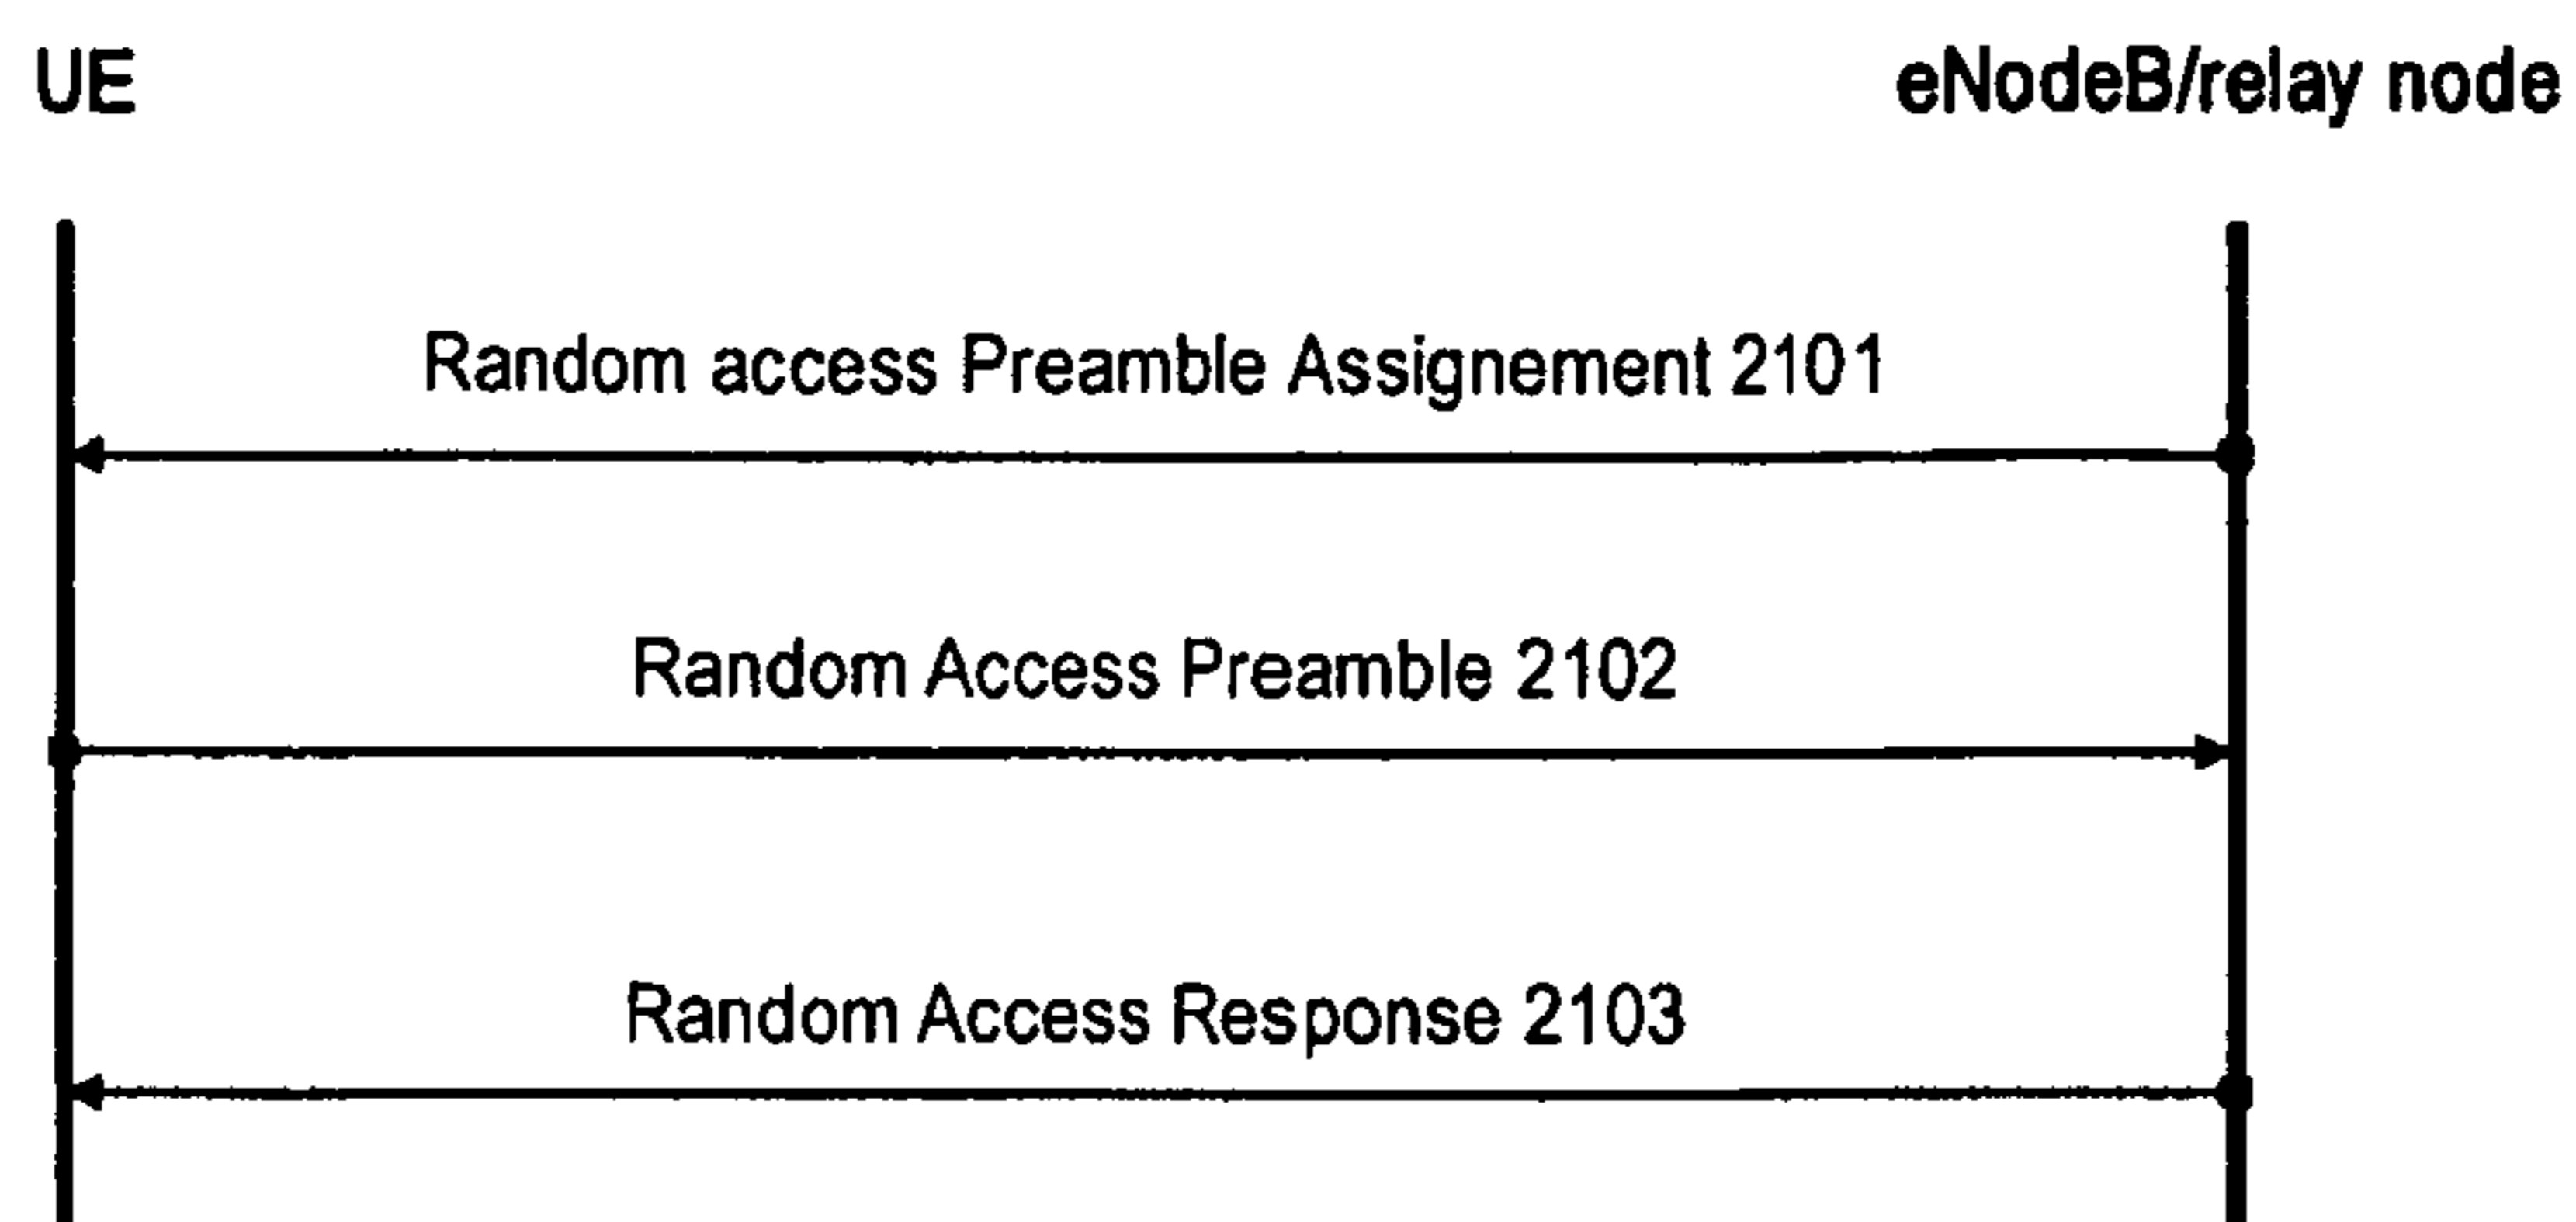 UE eNodeB/relay node
Random access Preamble Assignement 2101
Random Access Preamble 2102
Random Access Response 2103